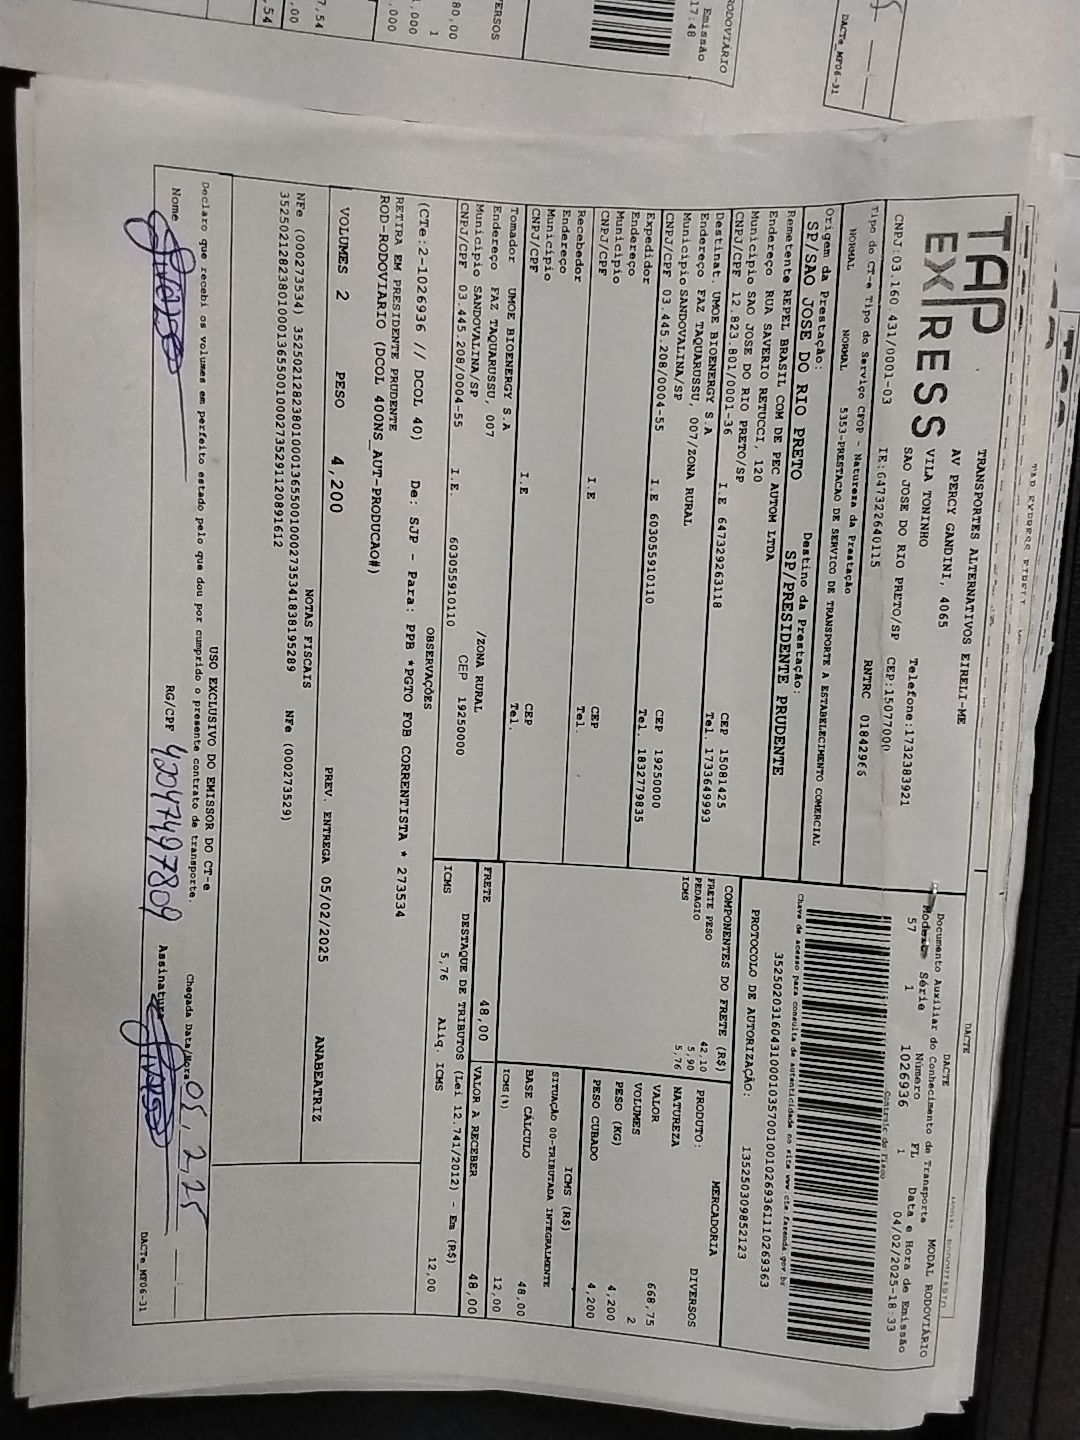 TAP
EXPRESS
TRANSPORTES ALTERNATIVOS EIRELI-ME
AV PERCY GANDINI, 4065
VILA TONINHO
SAO JOSE DO RIO PRETO/SP
Telefone:1732383921
CEP:15077000
CNPJ:03.160.431/0001-03 IE:647322640115
RNTRC 01842966
DACTE
Documento Auxiliar do Conhecimento de Transporte
MODAL RODOVIÁRIO
Série Número FL Data e Hora de Emissão
57 1 1026936 1 04/02/2025-18:33
Controle do Fisco
Chave de acesso para consulta de autenticidade no site www.cte.fazenda.gov.br
35250203160431000103570010010269361110269363
PROTOCOLO DE AUTORIZAÇÃO: 135250309852123
Tipo do CT-e Tipo do Serviço CFOP - Natureza da Prestação
NORMAL NORMAL 5353-PRESTACAO DE SERVICO DE TRANSPORTE A ESTABELECIMENTO COMERCIAL
Origem da Prestação: Destino da Prestação:
SP/SAO JOSE DO RIO PRETO SP/PRESIDENTE PRUDENTE
Remetente REPEL BRASIL COM DE PEC AUTOM LTDA
Endereço RUA SAVERIO RETUCCI, 120
Município SAO JOSE DO RIO PRETO/SP CEP 15081425
CNPJ/CPF 12.823.801/0001-36 I.E 647329263118 Tel. 1733649993
Destinat UMOE BIOENERGY S.A
Endereço FAZ TAQUARUSSU, 007/ZONA RURAL
Município SANDOVALINA/SP CEP 19250000
CNPJ/CPF 03.445.208/0004-55 I.E 603055910110 Tel. 1832779835
Expedidor
Endereço
Município CEP
CNPJ/CPF I.E Tel.
Recebedor
Endereço
Município CEP
CNPJ/CPF I.E Tel.
Tomador UMOE BIOENERGY S.A
Endereço FAZ TAQUARUSSU, 007 /ZONA RURAL
Município SANDOVALINA/SP CEP 19250000
CNPJ/CPF 03.445.208/0004-55 I.E 603055910110
COMPONENTES DO FRETE (R$)
FRETE PESO 42,10
PEDAGIO 5,90
ICMS 5,76
PRODUTO: MERCADORIA
NATUREZA DIVERSOS
VALOR 668,75
VOLUMES 2
PESO (KG) 4,200
PESO CUBADO 4,200
ICMS (R$)
SITUAÇÃO 00-TRIBUTADA INTEGRALMENTE
BASE CÁLCULO 48,00
ICMS(%) 12,00
FRETE 48,00 VALOR A RECEBER 48,00
DESTAQUE DE TRIBUTOS (Lei 12.741/2012) - Em (R$)
ICMS 5,76 Aliq. ICMS 12,00
OBSERVAÇÕES
(CTe:2-1026936 // DCOL 40) De: SJP - Para: PPB *PGTO FOB CORRENTISTA * 273534
RETIRA EM PRESIDENTE PRUDENTE
ROD-RODOVIARIO (DCOL 400NS_AUT-PRODUCAO#)
VOLUMES 2 PESO 4,200 PREV. ENTREGA 05/02/2025 ANABEATRIZ
NOTAS FISCAIS
NFe (000273534) 35250212823801000136550010002735341838195289 NFe (000273529)
35250212823801000136550010002735291120891612
USO EXCLUSIVO DO EMISSOR DO CT-e
Declaro que recebi os volumes em perfeito estado pelo que dou por cumprido o presente contrato de transporte.
Chegada Data/Hora 05, 2, 25
Nome RG/CPF 42047497809 Assinatura
DACTe_MF06-31